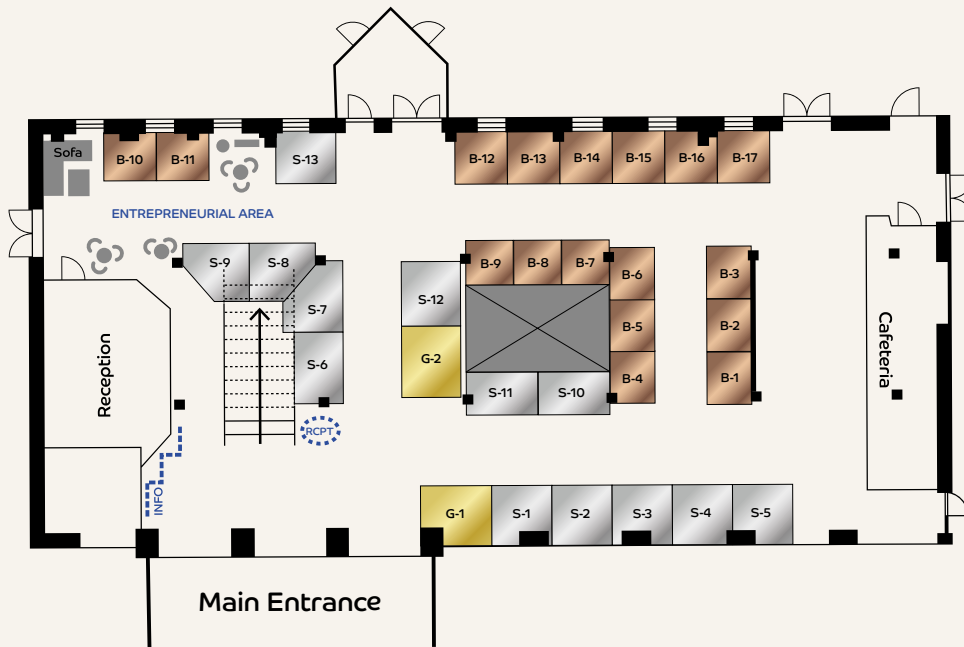 Sofa
B-10
B-11
S-13
B-12
B-13
B-14
B-15
B-16
B-17
ENTREPRENEURIAL AREA
S-9
S-8
S-7
S-6
S-12
G-2
B-9
B-8
B-7
B-6
B-5
B-4
S-11
S-10
B-3
B-2
B-1
Cafeteria
Reception
RCPT
INFO
G-1
S-1
S-2
S-3
S-4
S-5
Main Entrance